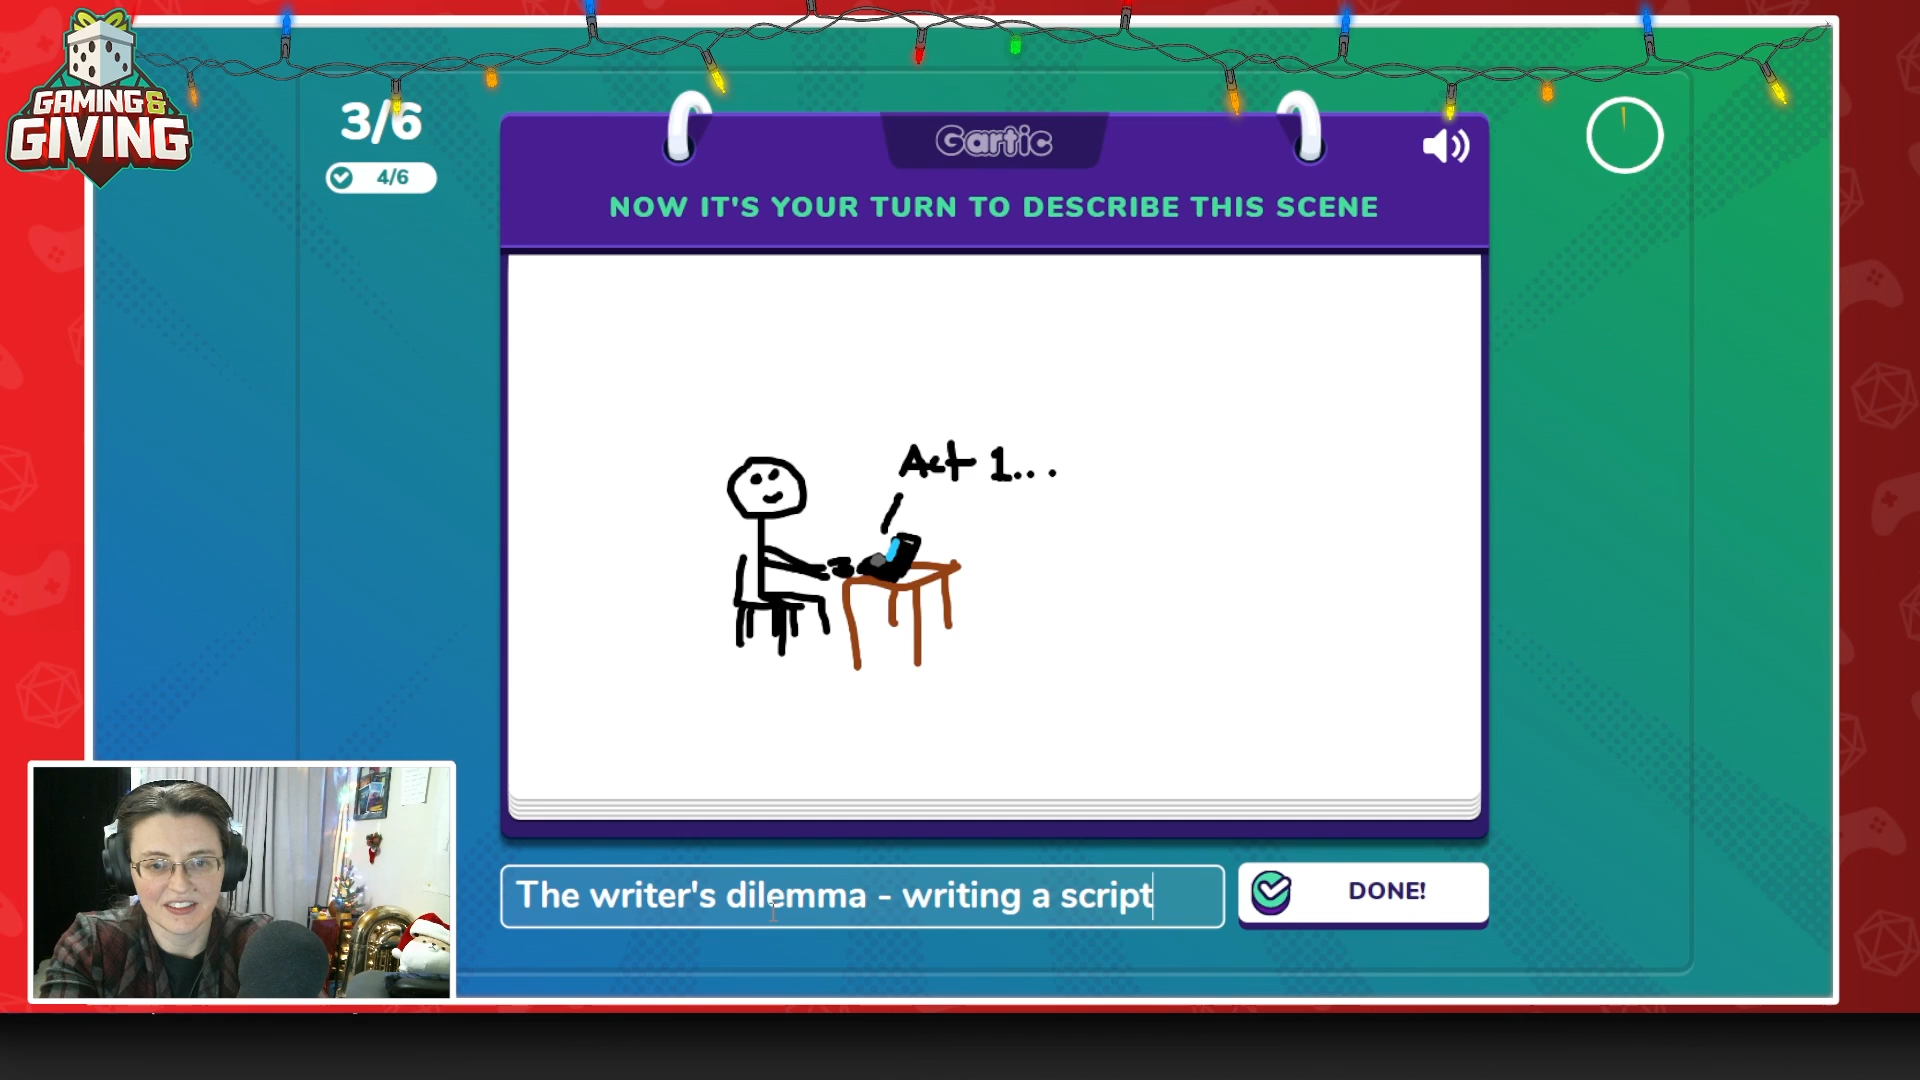 GAMING &
GIVING
3/6
4/6
Gartic
NOW IT'S YOUR TURN TO DESCRIBE THIS SCENE
Act 1...
The writer's dilemma - writing a script
DONE!